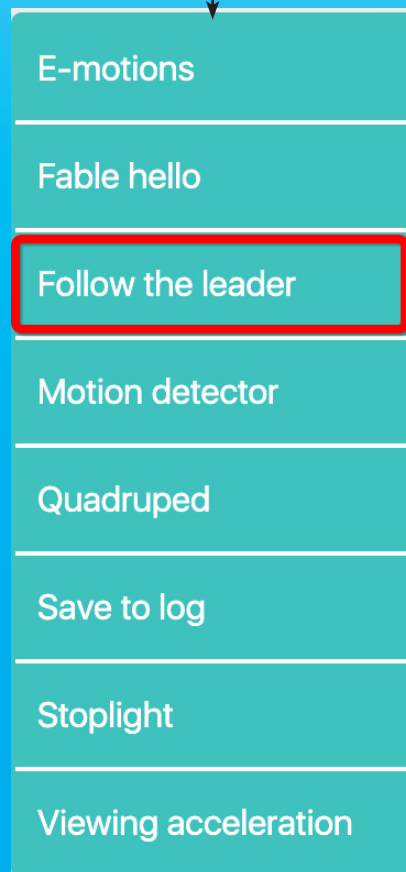 E-motions
Fable hello
Follow the leader
Motion detector
Quadruped
Save to log
Stoplight
Viewing acceleration